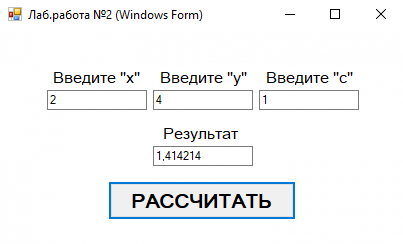 Лаб.работа №2 (Windows Form)
Введите "x" Введите "y" Введите "c"
2 4 1
Результат
1,414214
РАССЧИТАТЬ